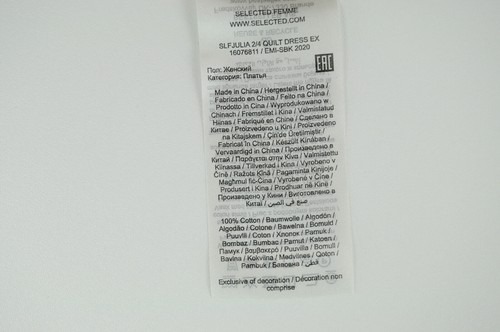 SELECTED FEMME
WWW.SELECTED.COM
SLFJULIA 2/4 QUILT DRESS EX
16076811 / EMI-SBK 2020
EAC
Пол: Женский
Категория: Платья
Made in China / Hergestellt in China /
Fabricado en China / Feito na China /
Prodotto in Cina / Wyprodukowano w
Chinach / Fremstillet i Kina / Valmistatud
Hiinas / Fabriqué en Chine / Сделано в
Китае / Proizvedeno u Kini / Proizvedeno
na Kitajskem / Çin'de Üretilmiştir /
Fabricat în China / Készült Kínában /
Vervaardigd in China / Произведено в
Китай / Παράγεται στην Κίνα / Valmistettu
Kiinassa / Tillverkad i Kina / Vyrobeno v
Číně / Ražots Ķīnā / Pagaminta Kinijoje /
Magħmul fiċ-Ċina / Vyrobené v Číne /
Produsert i Kina / Prodhuar në Kinë /
Произведено у Кини / Виготовлено в
Китаї / صنع في الصين
100% Cotton / Baumwolle / Algodón /
Algodão / Cotone / Bawełna / Bomuld /
Puuvill / Coton / Хлопок / Pamuk /
Bombaž / Bumbac / Pamut / Katoen /
Памук / Βαμβακερό / Puuvilla / Bomull /
Bavlna / Kokvilna / Medvilnės / Qoton /
Pambuk / Бавовна / قطن
Exclusive of decoration / Décoration non
comprise